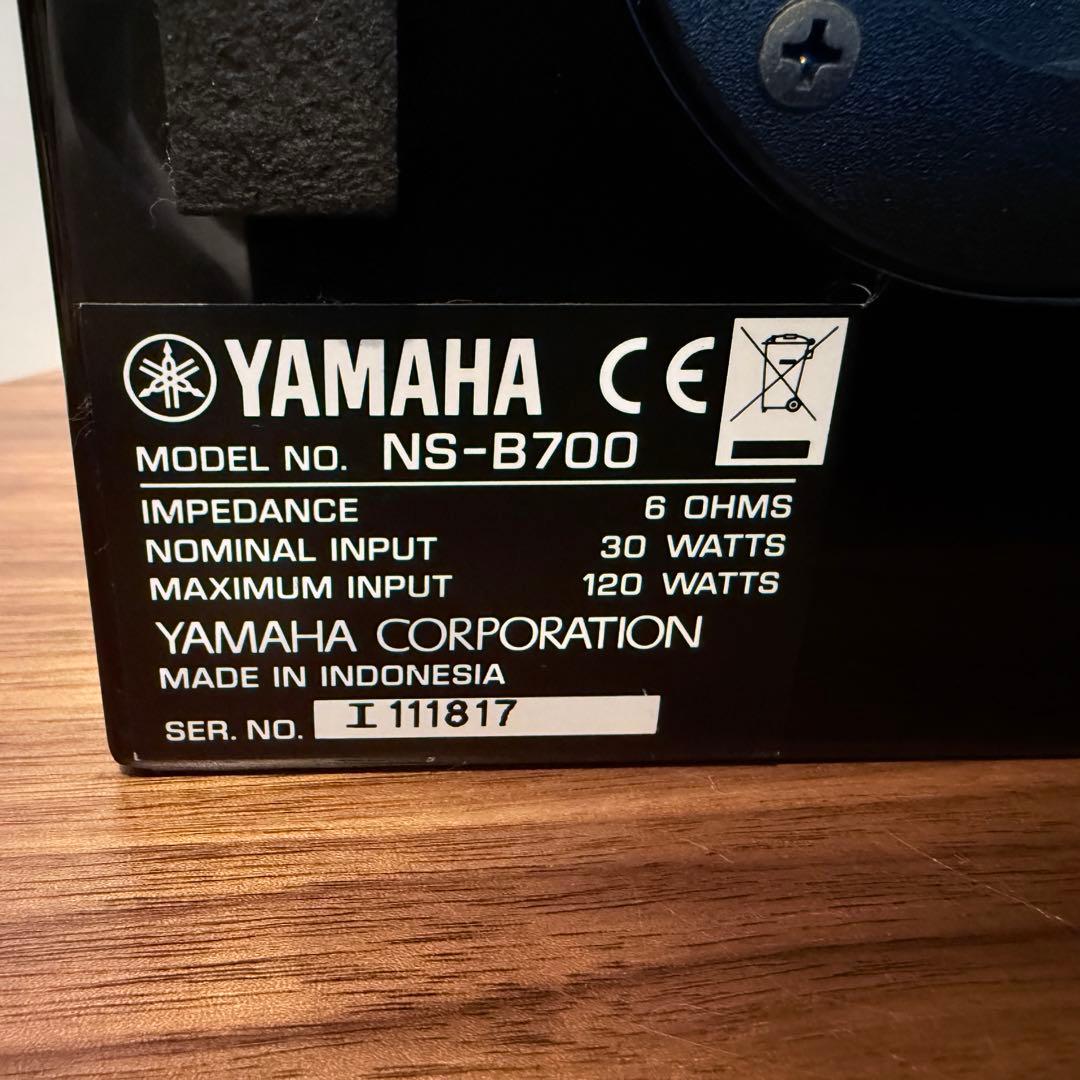 YAMAHA CE
MODEL NO. NS-B700
IMPEDANCE 6 OHMS
NOMINAL INPUT 30 WATTS
MAXIMUM INPUT 120 WATTS
YAMAHA CORPORATION
MADE IN INDONESIA
SER. NO. I 111817